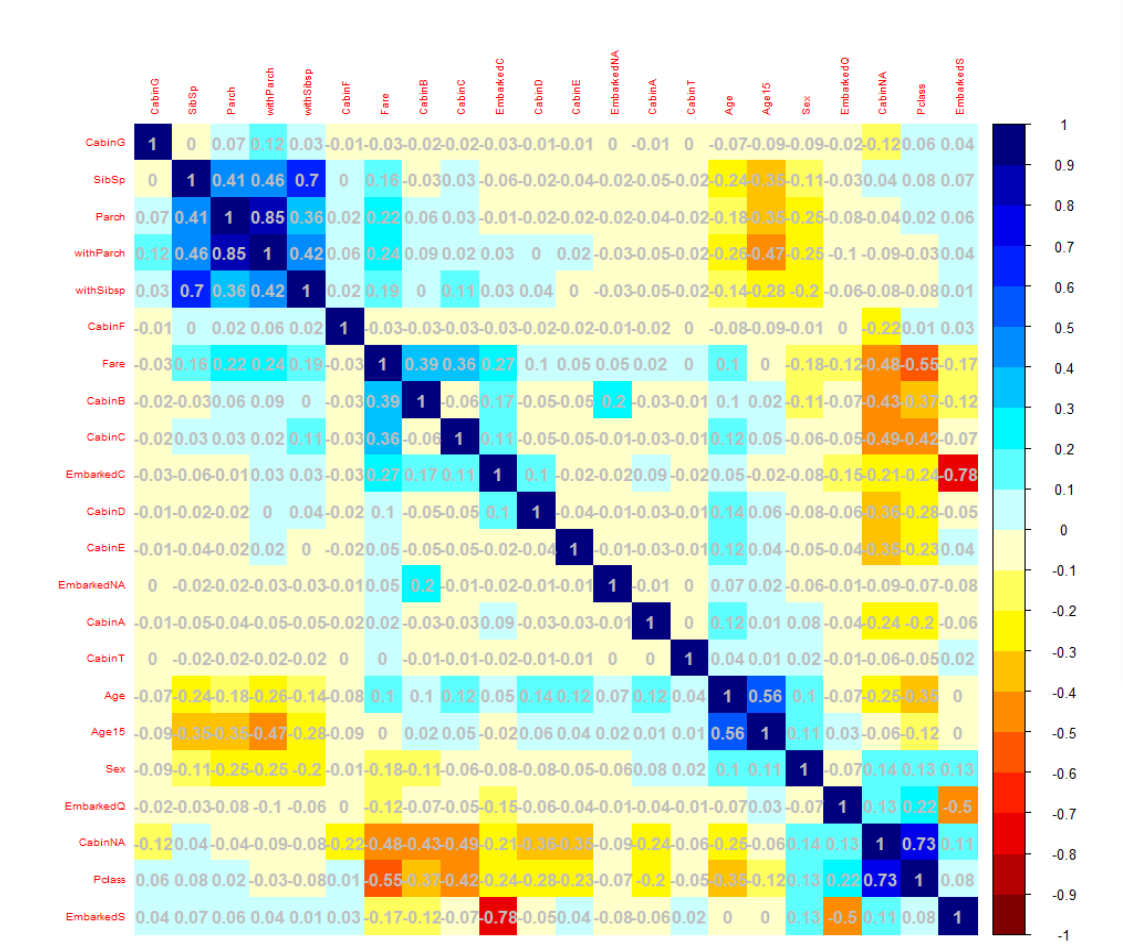 CabinG SibSp Parch withParch withSibsp CabinF Fare CabinB CabinC EmbarkedC CabinD CabinE EmbarkedNA CabinA CabinT Age Age15 Sex EmbarkedQ CabinNA Pclass EmbarkedS
CabinG 1 0 0.07 0.12 0.03 -0.01 -0.03 -0.02 -0.02 -0.03 -0.01 -0.01 0 -0.01 0 -0.07 -0.09 -0.09 -0.02 -0.12 0.06 0.04
SibSp 0 1 0.41 0.46 0.7 0 0.16 -0.03 0.03 -0.06 -0.02 -0.04 -0.02 -0.05 -0.02 -0.24 -0.35 -0.11 -0.03 0.04 0.08 0.07
Parch 0.07 0.41 1 0.85 0.36 0.02 0.22 0.06 0.03 -0.01 -0.02 -0.02 -0.02 -0.04 -0.02 -0.18 -0.35 -0.25 -0.08 -0.04 0.02 0.06
withParch 0.12 0.46 0.85 1 0.42 0.06 0.24 0.09 0.02 0.03 0 0.02 -0.03 -0.05 -0.02 -0.26 -0.47 -0.25 -0.1 -0.09 -0.03 0.04
withSibsp 0.03 0.7 0.36 0.42 1 0.02 0.19 0 0.11 0.03 0.04 0 -0.03 -0.05 -0.02 -0.14 -0.28 -0.2 -0.06 -0.08 -0.08 0.01
CabinF -0.01 0 0.02 0.06 0.02 1 -0.03 -0.03 -0.03 -0.03 -0.02 -0.02 -0.01 -0.02 0 -0.08 -0.09 -0.01 0 -0.22 0.01 0.03
Fare -0.03 0.16 0.22 0.24 0.19 -0.03 1 0.39 0.36 0.27 0.1 0.05 0.05 0.02 0 0.1 0 -0.18 -0.12 -0.48 -0.55 -0.17
CabinB -0.02 -0.03 0.06 0.09 0 -0.03 0.39 1 -0.06 0.17 -0.05 -0.05 0.2 -0.03 -0.01 0.1 0.02 -0.11 -0.07 -0.43 -0.37 -0.12
CabinC -0.02 0.03 0.03 0.02 0.11 -0.03 0.36 -0.06 1 0.11 -0.05 -0.05 -0.01 -0.03 -0.01 0.12 0.05 -0.06 -0.05 -0.49 -0.42 -0.07
EmbarkedC -0.03 -0.06 -0.01 0.03 0.03 -0.03 0.27 0.17 0.11 1 0.1 -0.02 -0.02 0.09 -0.02 0.05 -0.02 -0.08 -0.15 -0.21 -0.24 -0.78
CabinD -0.01 -0.02 -0.02 0 0.04 -0.02 0.1 -0.05 -0.05 0.1 1 -0.04 -0.01 -0.03 -0.01 0.14 0.06 -0.08 -0.06 -0.36 -0.28 -0.05
CabinE -0.01 -0.04 -0.02 0.02 0 -0.02 0.05 -0.05 -0.05 -0.02 -0.04 1 -0.01 -0.03 -0.01 0.12 0.04 -0.05 -0.04 -0.35 -0.23 0.04
EmbarkedNA 0 -0.02 -0.02 -0.03 -0.03 -0.01 0.05 0.2 -0.01 -0.02 -0.01 -0.01 1 -0.01 0 0.07 0.02 -0.06 -0.01 -0.09 -0.07 -0.08
CabinA -0.01 -0.05 -0.04 -0.05 -0.05 -0.02 0.02 -0.03 -0.03 0.09 -0.03 -0.03 -0.01 1 0 0.12 0.01 0.08 -0.04 -0.24 -0.2 -0.06
CabinT 0 -0.02 -0.02 -0.02 -0.02 0 0 -0.01 -0.01 -0.02 -0.01 -0.01 0 0 1 0.04 0.01 0.02 -0.01 -0.06 -0.05 0.02
Age -0.07 -0.24 -0.18 -0.26 -0.14 -0.08 0.1 0.1 0.12 0.05 0.14 0.12 0.07 0.12 0.04 1 0.56 0.1 -0.07 -0.25 -0.35 0
Age15 -0.09 -0.35 -0.35 -0.47 -0.28 -0.09 0 0.02 0.05 -0.02 0.06 0.04 0.02 0.01 0.01 0.56 1 0.11 0.03 -0.06 -0.12 0
Sex -0.09 -0.11 -0.25 -0.25 -0.2 -0.01 -0.18 -0.11 -0.06 -0.08 -0.08 -0.05 -0.06 0.08 0.02 0.1 0.11 1 -0.07 0.14 0.13 0.13
EmbarkedQ -0.02 -0.03 -0.08 -0.1 -0.06 0 -0.12 -0.07 -0.05 -0.15 -0.06 -0.04 -0.01 -0.04 -0.01 -0.07 0.03 -0.07 1 0.13 0.22 -0.5
CabinNA -0.12 0.04 -0.04 -0.09 -0.08 -0.22 -0.48 -0.43 -0.49 -0.21 -0.36 -0.35 -0.09 -0.24 -0.06 -0.25 -0.06 0.14 0.13 1 0.73 0.11
Pclass 0.06 0.08 0.02 -0.03 -0.08 0.01 -0.55 -0.37 -0.42 -0.24 -0.28 -0.23 -0.07 -0.2 -0.05 -0.35 -0.12 0.13 0.22 0.73 1 0.08
EmbarkedS 0.04 0.07 0.06 0.04 0.01 0.03 -0.17 -0.12 -0.07 -0.78 -0.05 0.04 -0.08 -0.06 0.02 0 0 0.13 -0.5 0.11 0.08 1
1
0.9
0.8
0.7
0.6
0.5
0.4
0.3
0.2
0.1
0
-0.1
-0.2
-0.3
-0.4
-0.5
-0.6
-0.7
-0.8
-0.9
-1